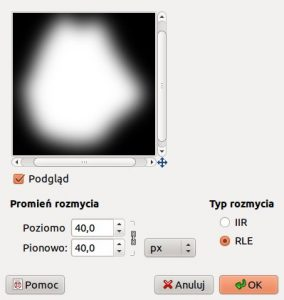 Podgląd
Promień rozmycia
Typ rozmycia
Poziomo 40,0
IIR
Pionowo: 40,0 px
RLE
Pomoc Anuluj OK